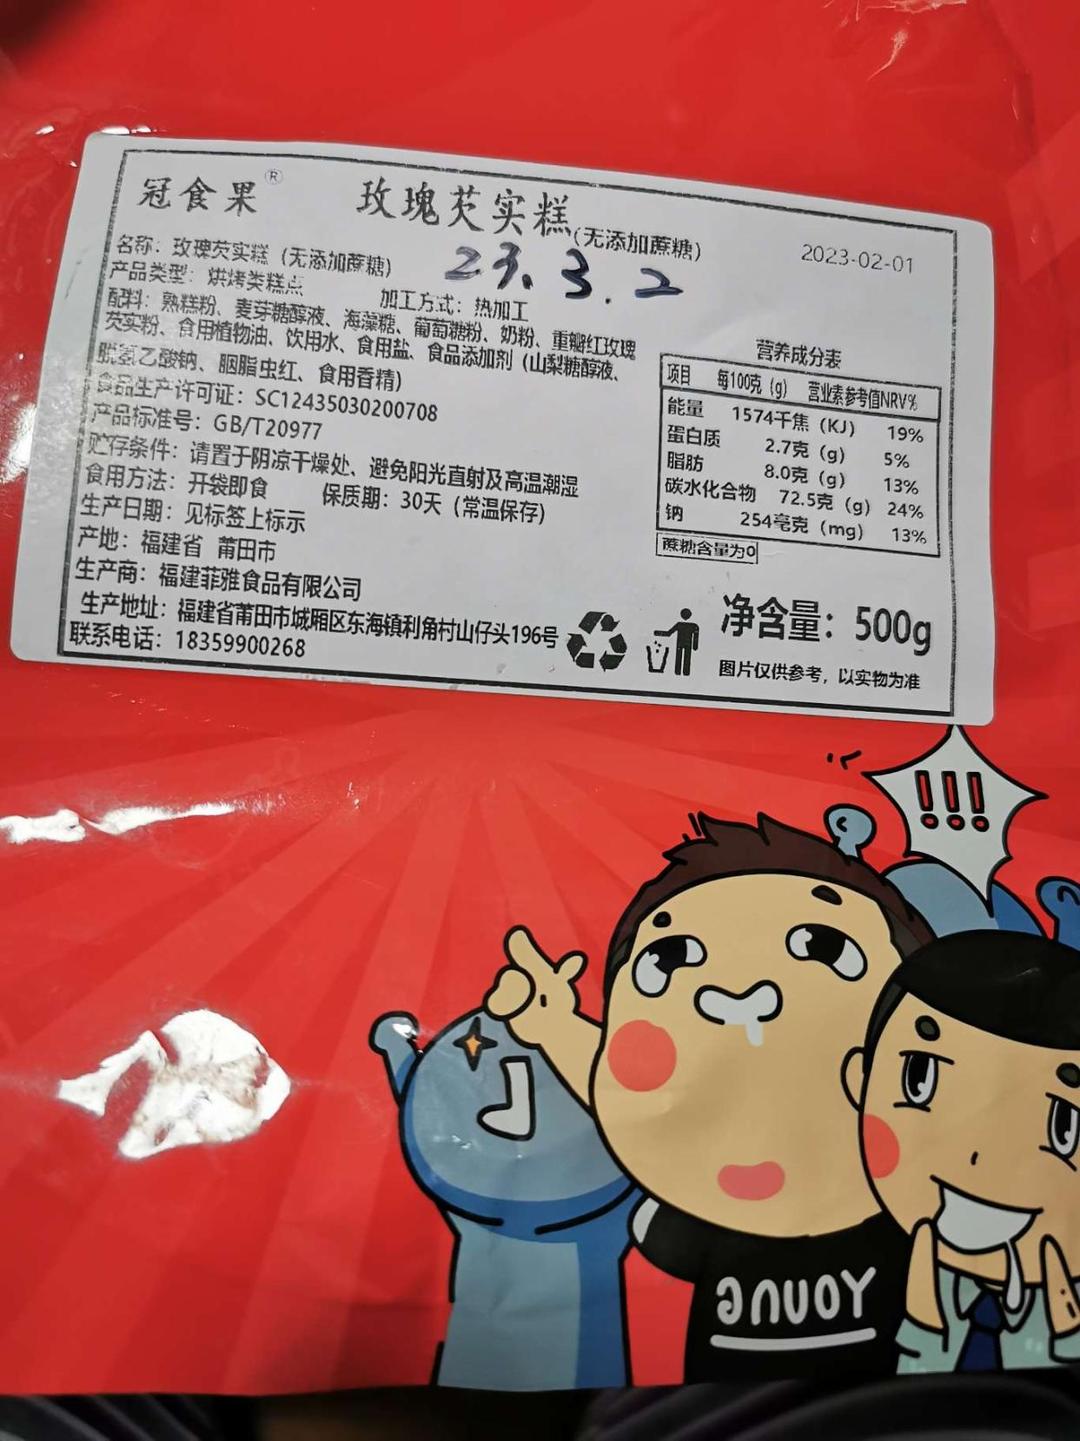 冠食果® 玫瑰芡实糕(无添加蔗糖)
2023-02-01
23.3.2
名称：玫瑰芡实糕（无添加蔗糖）
产品类型：烘烤类糕点 加工方式：热加工
配料：熟糕粉、麦芽糖醇液、海藻糖、葡萄糖粉、奶粉、重瓣红玫瑰
芡实粉、食用植物油、饮用水、食用盐、食品添加剂（山梨糖醇液、
脱氢乙酸钠、胭脂虫红、食用香精）
食品生产许可证：SC12435030200708
产品标准号：GB/T20977
贮存条件：请置于阴凉干燥处、避免阳光直射及高温潮湿
食用方法：开袋即食 保质期：30天（常温保存）
生产日期：见标签上标示
产地：福建省 莆田市
生产商：福建菲雅食品有限公司
生产地址：福建省莆田市城厢区东海镇利角村山仔头196号
联系电话：18359900268
营养成分表
项目 每100克（g） 营业素参考值NRV%
能量 1574千焦（KJ） 19%
蛋白质 2.7克（g） 5%
脂肪 8.0克（g） 13%
碳水化合物 72.5克（g） 24%
钠 254毫克（mg） 13%
蔗糖含量为0
净含量：500g
图片仅供参考，以实物为准
!!!
YOUNG